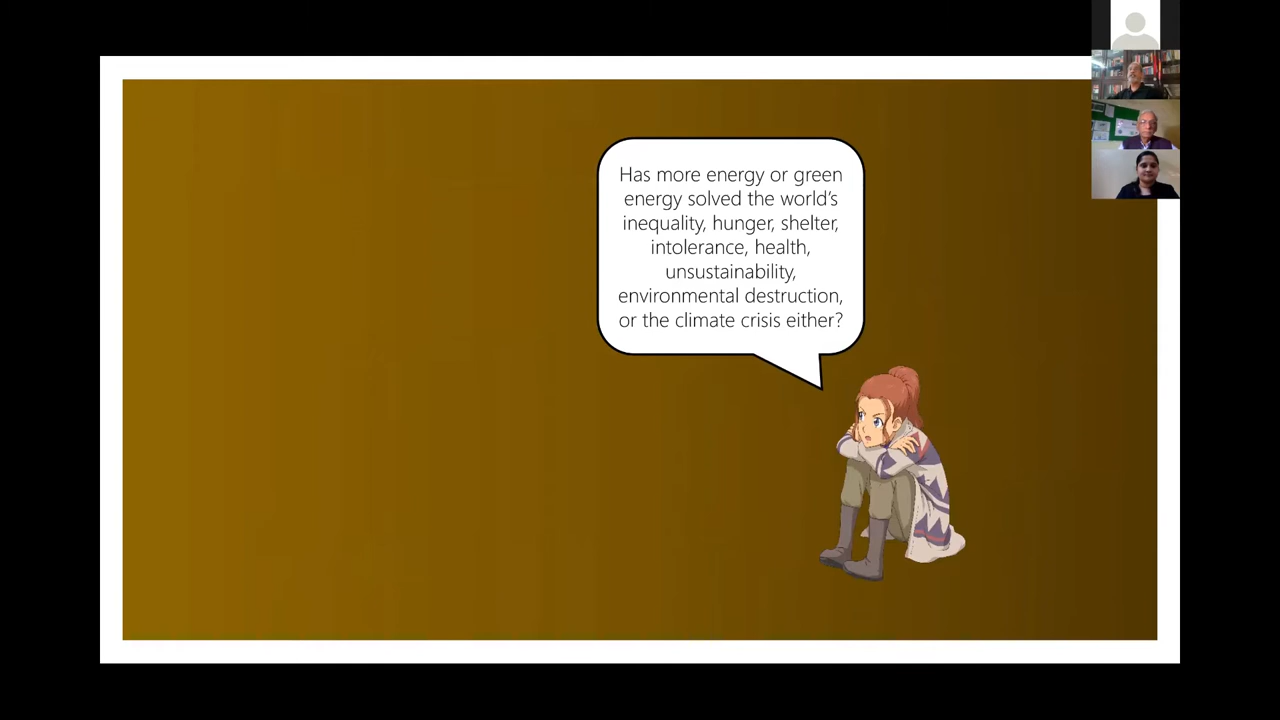 Has more energy or green
energy solved the world’s
inequality, hunger, shelter,
intolerance, health,
unsustainability,
environmental destruction,
or the climate crisis either?